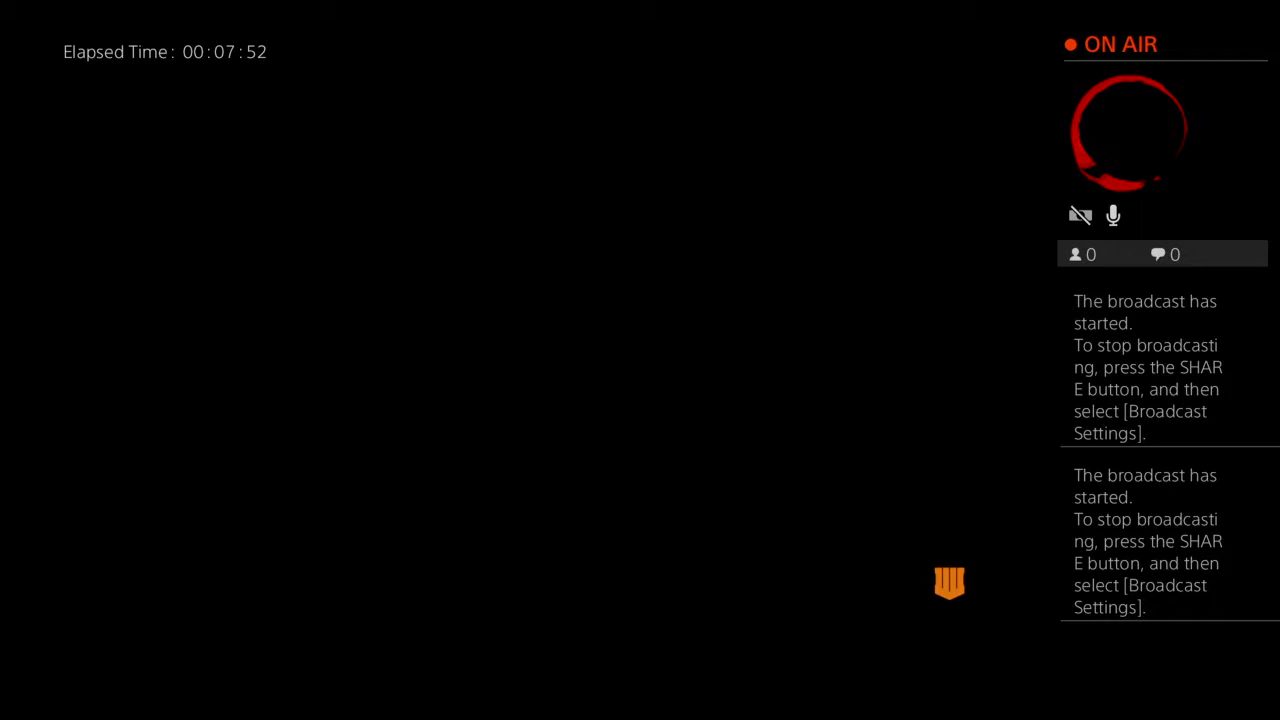 Elapsed Time: 00:07:52
ON AIR
0 0
The broadcast has
started.
To stop broadcasti
ng, press the SHAR
E button, and then
select [Broadcast
Settings].
The broadcast has
started.
To stop broadcasti
ng, press the SHAR
E button, and then
select [Broadcast
Settings].